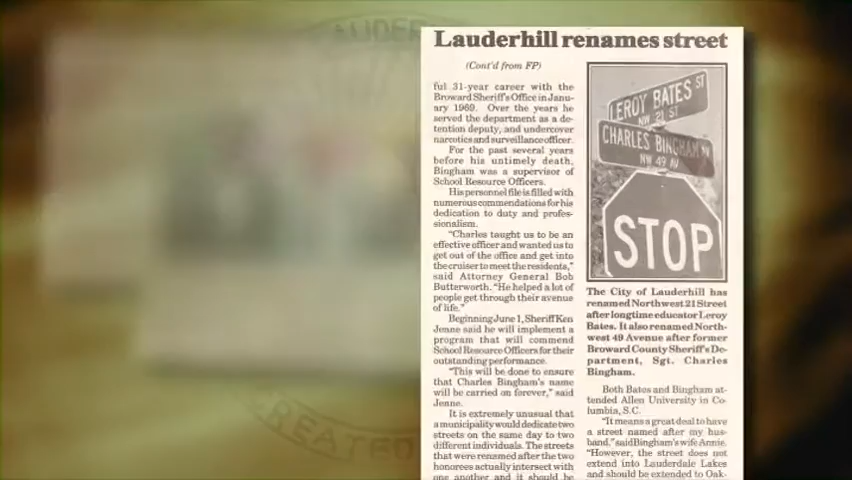 Lauderhill renames street
(Cont'd from FP)
ful 31-year career with the
Broward Sheriff's Office in Janu-
ary 1969. Over the years he
served the department as a de-
tention deputy, and undercover
narcotics and surveillance officer.
For the past several years
before his untimely death,
Bingham was a supervisor of
School Resource Officers.
His personnel file is filled with
numerous commendations for his
dedication to duty and profes-
sionalism.
"Charles taught us to be an
effective officer and wanted us to
get out of the office and get into
the cruiser to meet the residents,"
said Attorney General Bob
Butterworth. "He helped a lot of
people get through their avenue
of life."
Beginning June 1, Sheriff Ken
Jenne said he will implement a
program that will commend
School Resource Officers for their
outstanding performance.
"This will be done to ensure
that Charles Bingham's name
will be carried on forever," said
Jenne.
It is extremely unusual that
a municipality would dedicate two
streets on the same day to two
different individuals. The streets
that were renamed after the two
honorees actually intersect with
one another and it should be
LEROY BATES ST
NW 21 ST
CHARLES BINGHAM AV
NW 49 AV
STOP
The City of Lauderhill has
renamed Northwest 21 Street
after longtime educator Leroy
Bates. It also renamed North-
west 49 Avenue after former
Broward County Sheriff's De-
partment, Sgt. Charles
Bingham.
Both Bates and Bingham at-
tended Allen University in Co-
lumbia, S.C.
"It means a great deal to have
a street named after my hus-
band," said Bingham's wife Annie.
"However, the street does not
extend into Lauderdale Lakes
and should be extended to Oak-